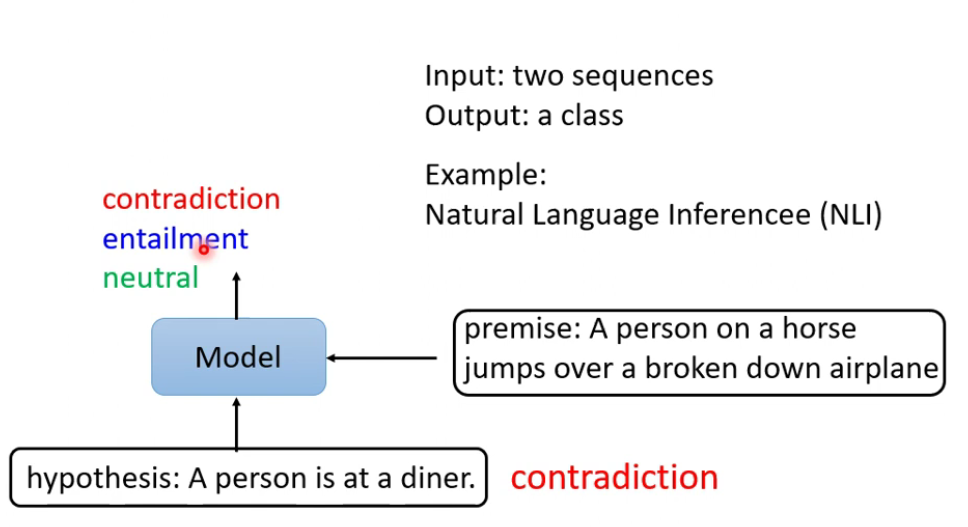 Input: two sequences
Output: a class
Example:
Natural Language Inferencee (NLI)
contradiction
entailment
neutral
Model
premise: A person on a horse
jumps over a broken down airplane
hypothesis: A person is at a diner.
contradiction